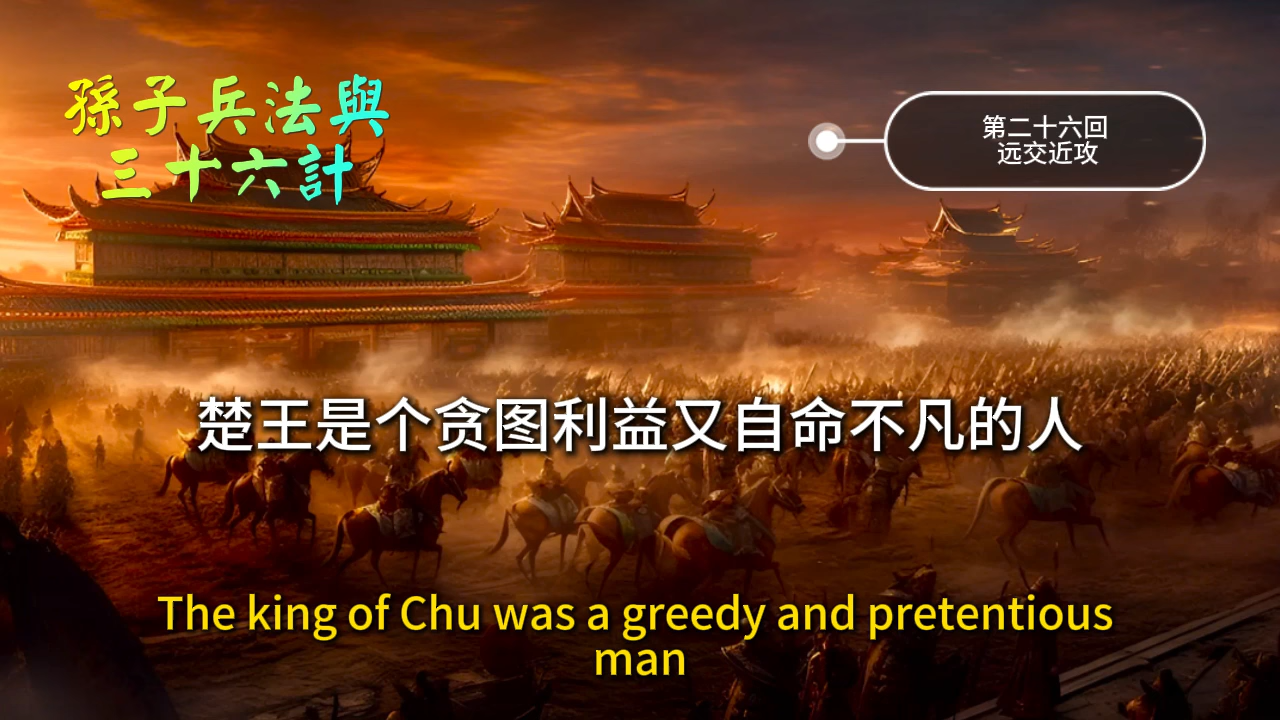 孫子兵法與
三十六計
第二十六回
远交近攻
楚王是个贪图利益又自命不凡的人
The king of Chu was a greedy and pretentious
man